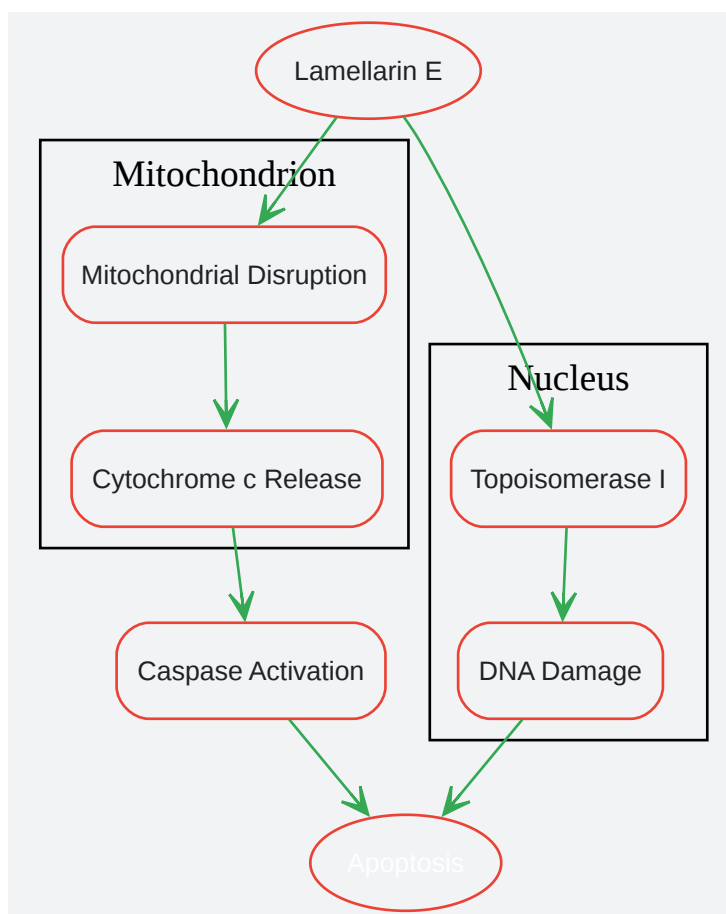 Lamellarin E
Mitochondrion
Mitochondrial Disruption
Nucleus
Cytochrome c Release
Topoisomerase I
Caspase Activation
DNA Damage
Apoptosis